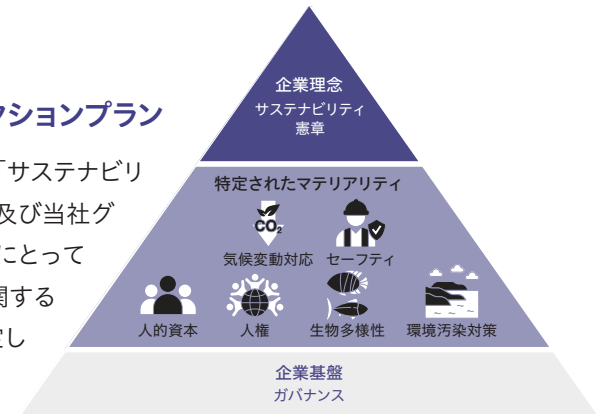 クションプラン
「サステナビリ
及び当社グ
にとって
関する
定し
企業理念
サステナビリティ
憲章
特定されたマテリアリティ
CO₂
気候変動対応 セーフティ
人的資本 人権 生物多様性 環境汚染対策
企業基盤
ガバナンス